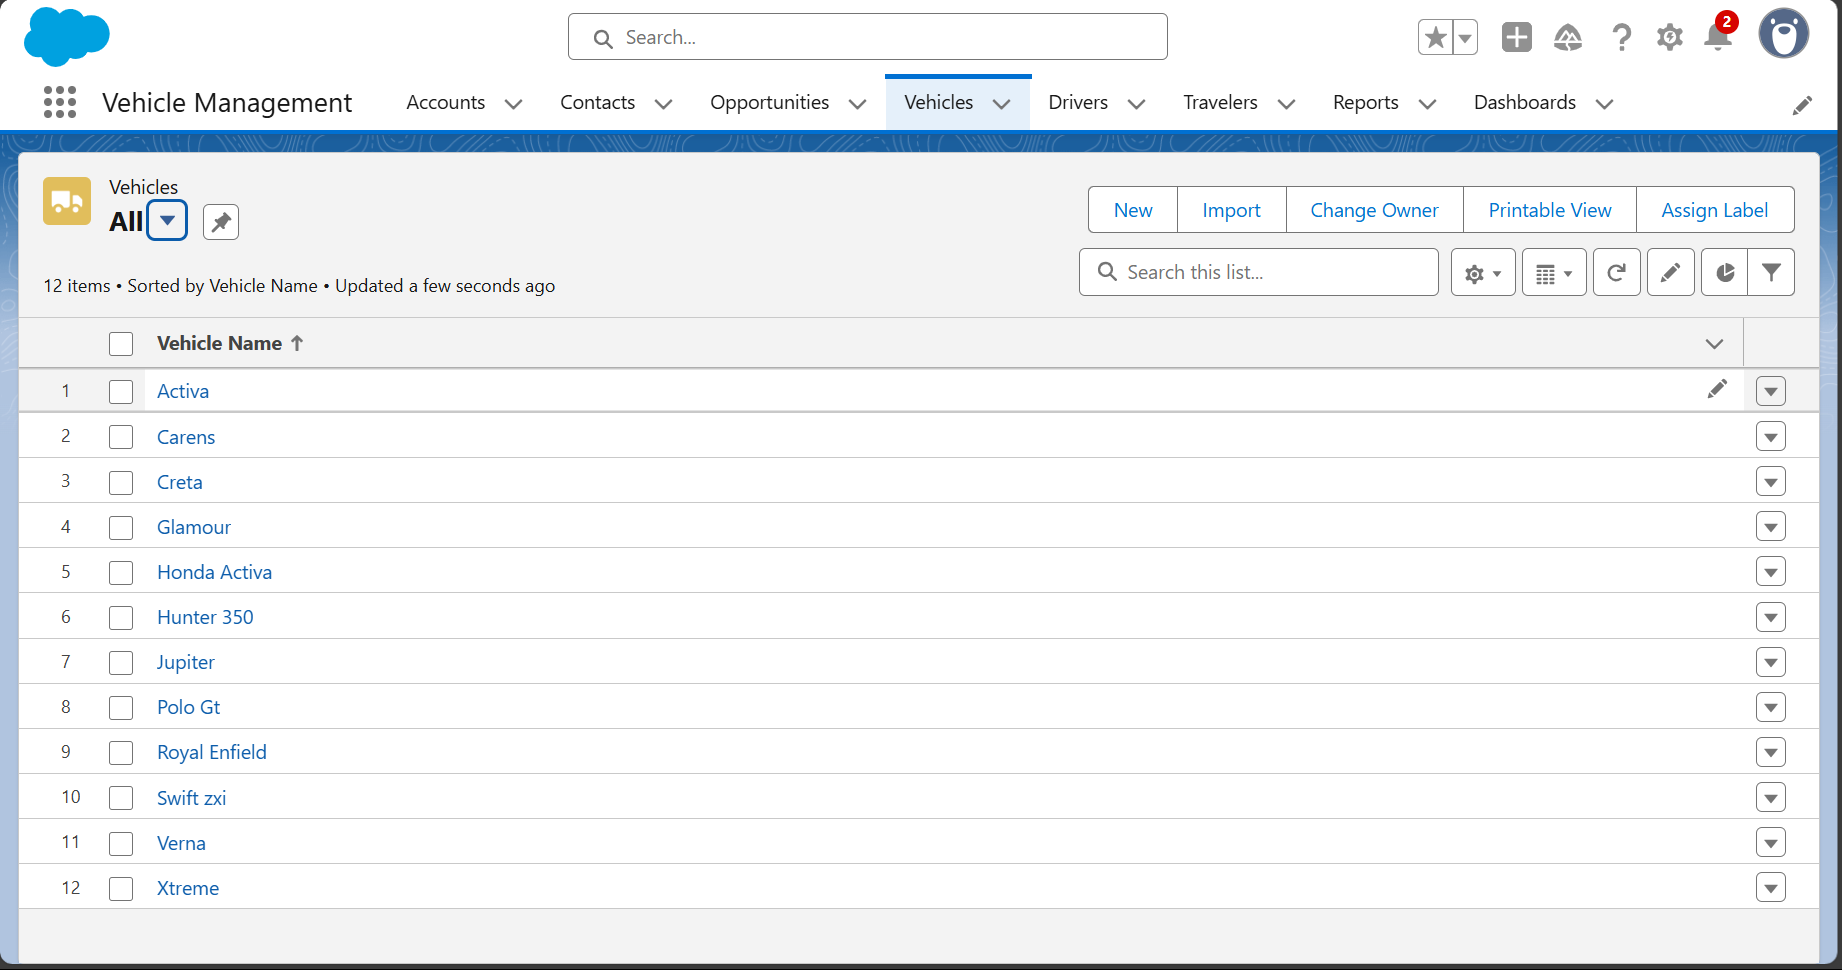 Search...
2
Vehicle Management Accounts Contacts Opportunities Vehicles Drivers Travelers Reports Dashboards
Vehicles
All
New Import Change Owner Printable View Assign Label
12 items • Sorted by Vehicle Name • Updated a few seconds ago
Search this list...
Vehicle Name
1 Activa
2 Carens
3 Creta
4 Glamour
5 Honda Activa
6 Hunter 350
7 Jupiter
8 Polo Gt
9 Royal Enfield
10 Swift zxi
11 Verna
12 Xtreme